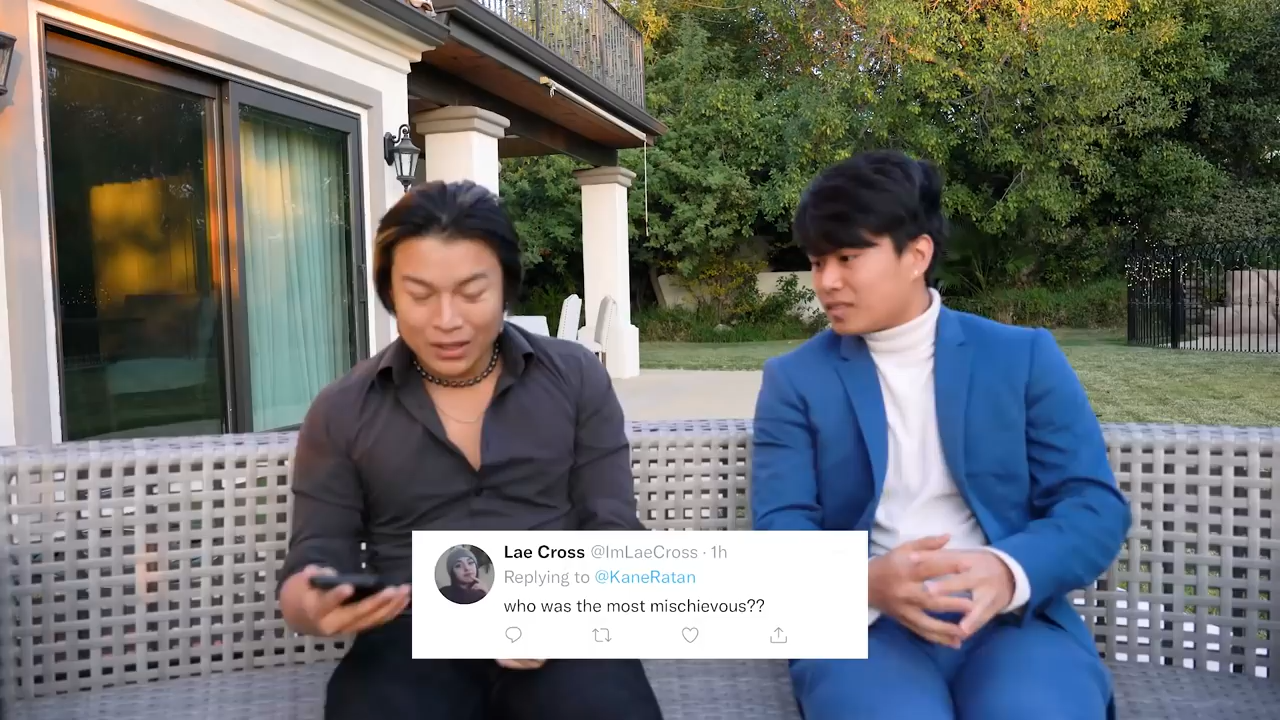 Lae Cross @ImLaeCross · 1h
Replying to @KaneRatan
who was the most mischievous??